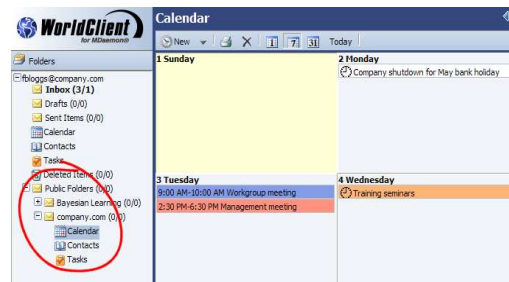 WorldClient
for MDaemon®
Folders
fbloggs@company.com
Inbox (3/1)
Drafts (0/0)
Sent Items (0/0)
Calendar
Contacts
Tasks
Deleted Items (0/0)
Public Folders (0/0)
Bayesian Learning (0/0)
company.com (0/0)
Calendar
Contacts
Tasks
Calendar
New 1 7 31 Today
1 Sunday
2 Monday
Company shutdown for May bank holiday
3 Tuesday
9:00 AM-10:00 AM Workgroup meeting
2:30 PM-6:30 PM Management meeting
4 Wednesday
Training seminars